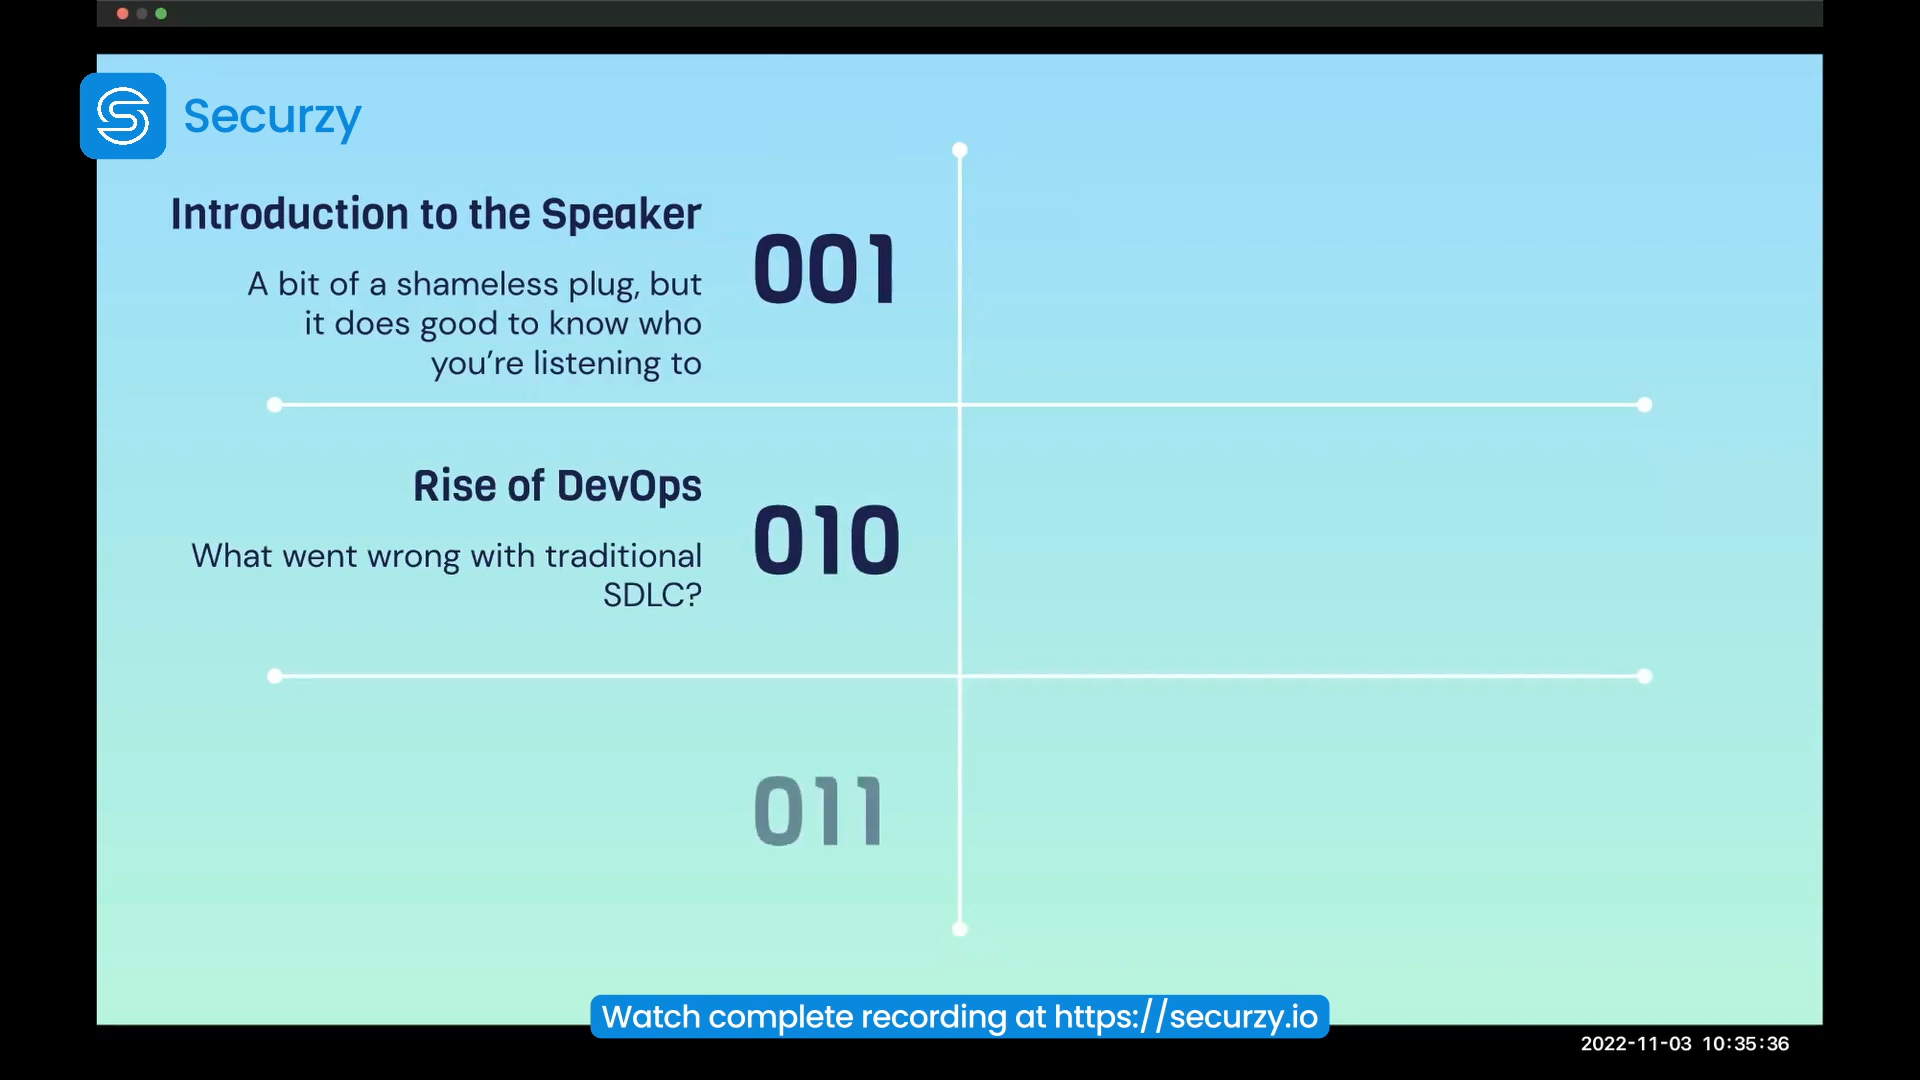 Securzy
Introduction to the Speaker
001
A bit of a shameless plug, but
it does good to know who
you’re listening to
Rise of DevOps
010
What went wrong with traditional
SDLC?
011
Watch complete recording at https://securzy.io
2022-11-03 10:35:36